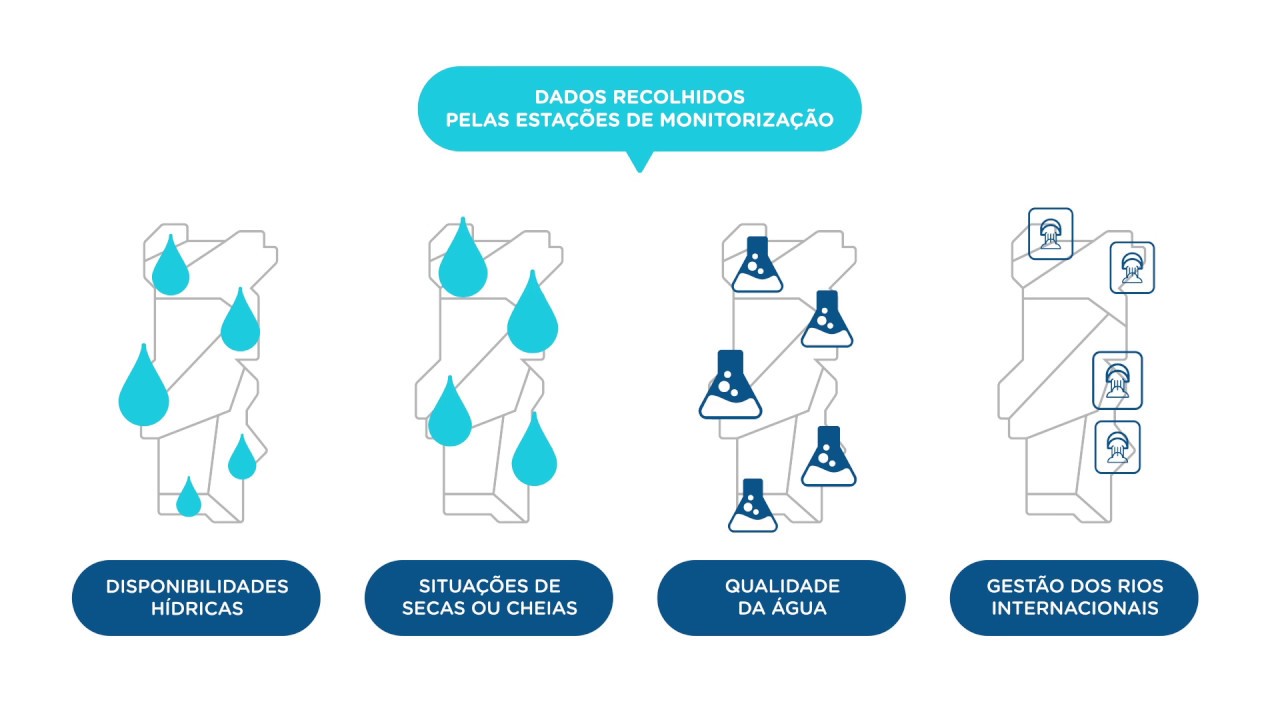 DADOS RECOLHIDOS
PELAS ESTAÇÕES DE MONITORIZAÇÃO
DISPONIBILIDADES
HÍDRICAS
SITUAÇÕES DE
SECAS OU CHEIAS
QUALIDADE
DA ÁGUA
GESTÃO DOS RIOS
INTERNACIONAIS